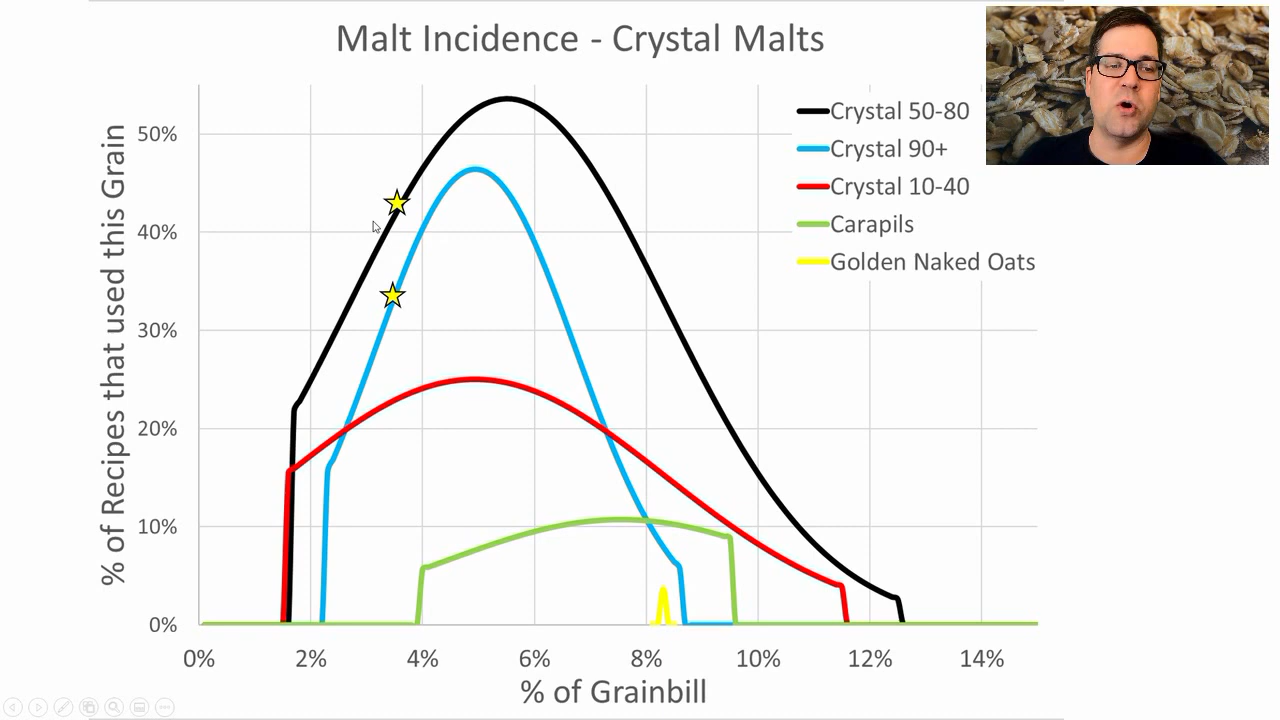 Malt Incidence - Crystal Malts
% of Recipes that used this Grain
50%
40%
30%
20%
10%
0%
0% 2% 4% 6% 8% 10% 12% 14%
% of Grainbill
Crystal 50-80
Crystal 90+
Crystal 10-40
Carapils
Golden Naked Oats